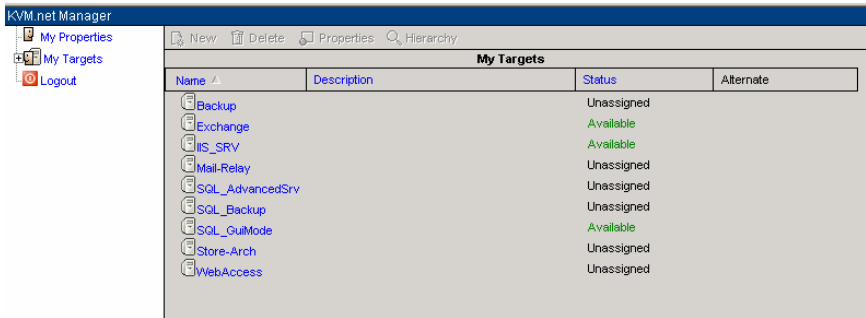 KVM.net Manager
My Properties
My Targets
Logout
New Delete Properties Hierarchy
My Targets
Name Description Status Alternate
Backup Unassigned
Exchange Available
IIS_SRV Available
Mail-Relay Unassigned
SQL_AdvancedSrv Unassigned
SQL_Backup Unassigned
SQL_GuiMode Available
Store-Arch Unassigned
WebAccess Unassigned